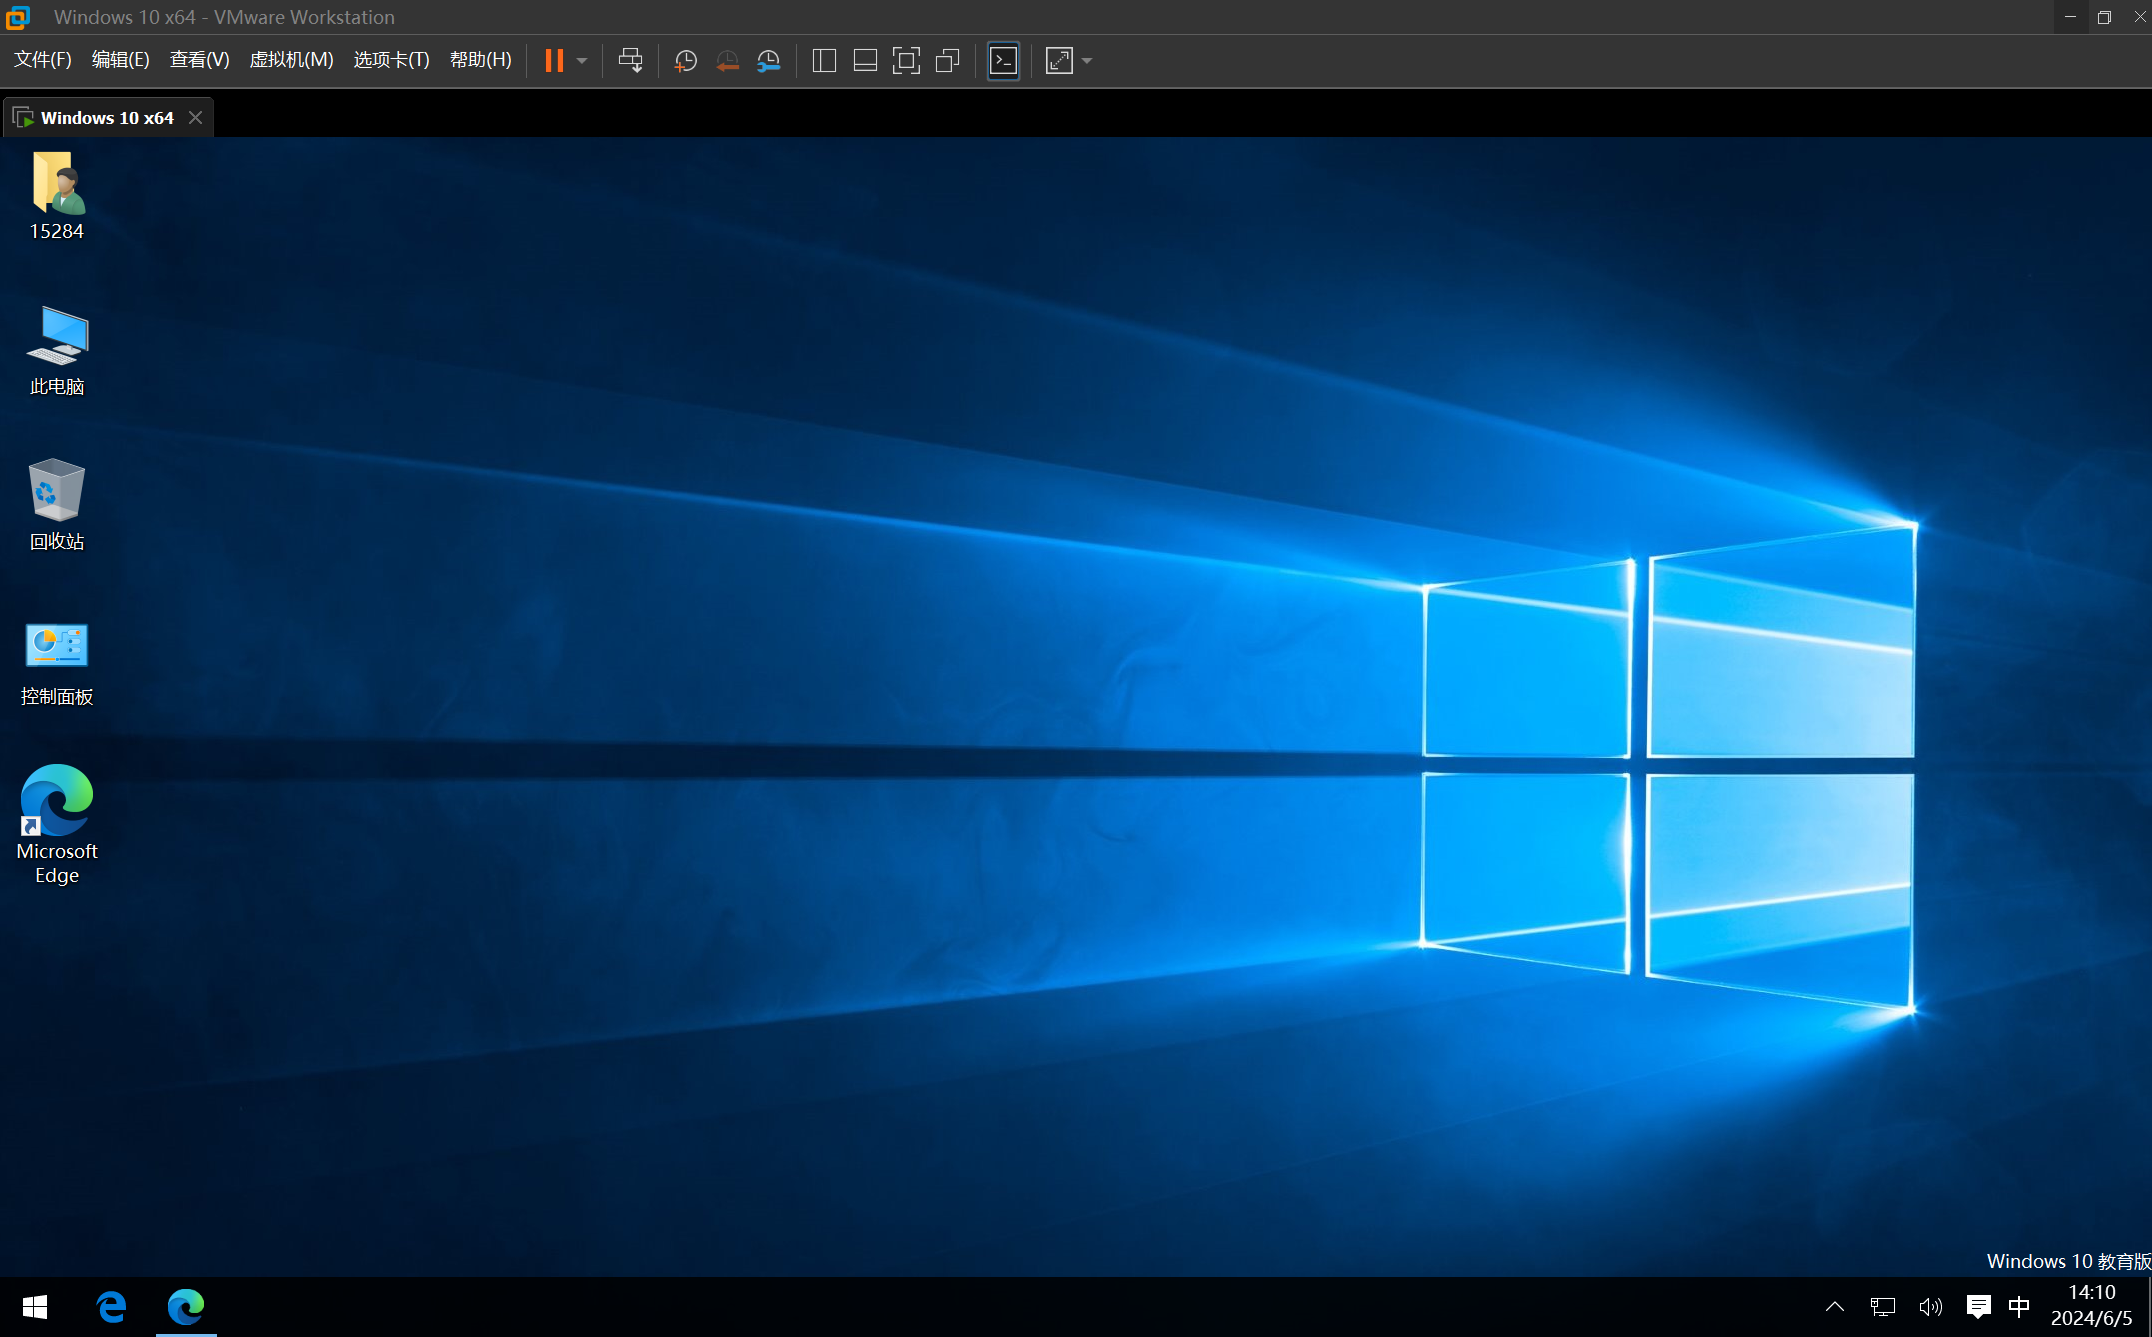 Windows 10 x64 - VMware Workstation
文件(F) 编辑(E) 查看(V) 虚拟机(M) 选项卡(T) 帮助(H)
Windows 10 x64
15284
此电脑
回收站
控制面板
Microsoft
Edge
Windows 10 教育版
中
14:10
2024/6/5